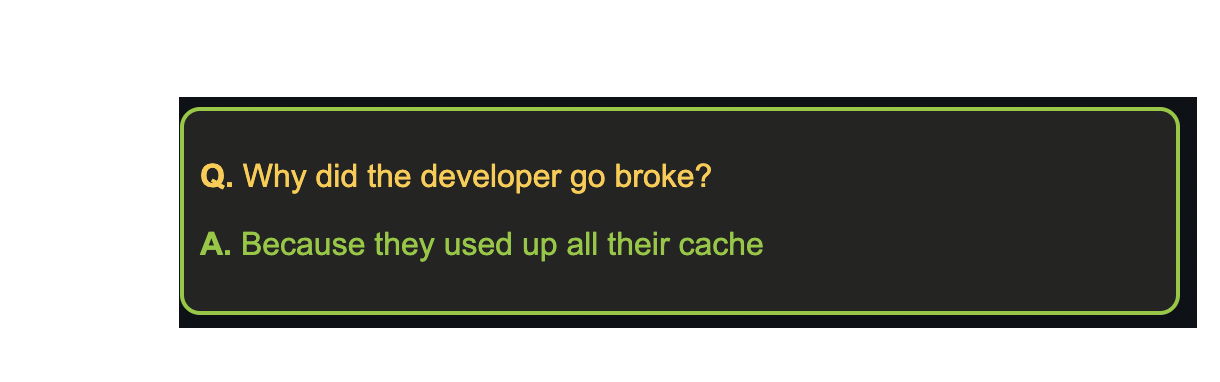 Q. Why did the developer go broke?
A. Because they used up all their cache